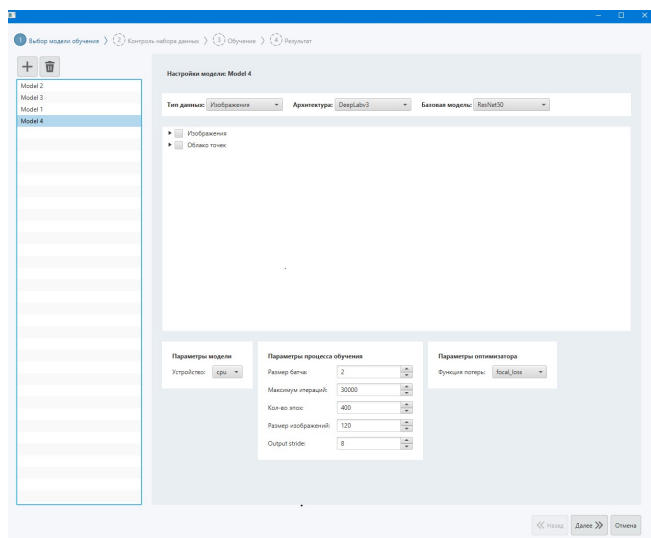 1 Выбор модели обучения 2 Контроль набора данных 3 Обучение 4 Результат
Model 2
Model 3
Model 1
Model 4
Настройки модели: Model 4
Тип данных: Изображения Архитектура: DeepLabv3 Базовая модель: ResNet50
Изображения
Облако точек
Параметры модели
Устройство: cpu
Параметры процесса обучения
Размер батча: 2
Максимум итераций: 30000
Кол-во эпох: 400
Размер изображений: 120
Output stride: 8
Параметры оптимизатора
Функция потерь: focal_loss
Назад Далее Отмена